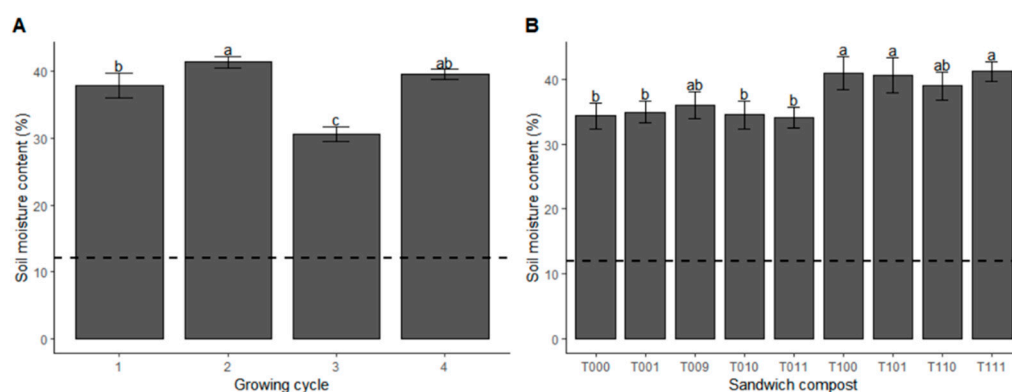 A
Soil moisture content (%)
40
30
20
10
0
b
a
c
ab
1 2 3 4
Growing cycle
B
Soil moisture content (%)
40
30
20
10
0
b b ab b b a a ab a
T000 T001 T009 T010 T011 T100 T101 T110 T111
Sandwich compost